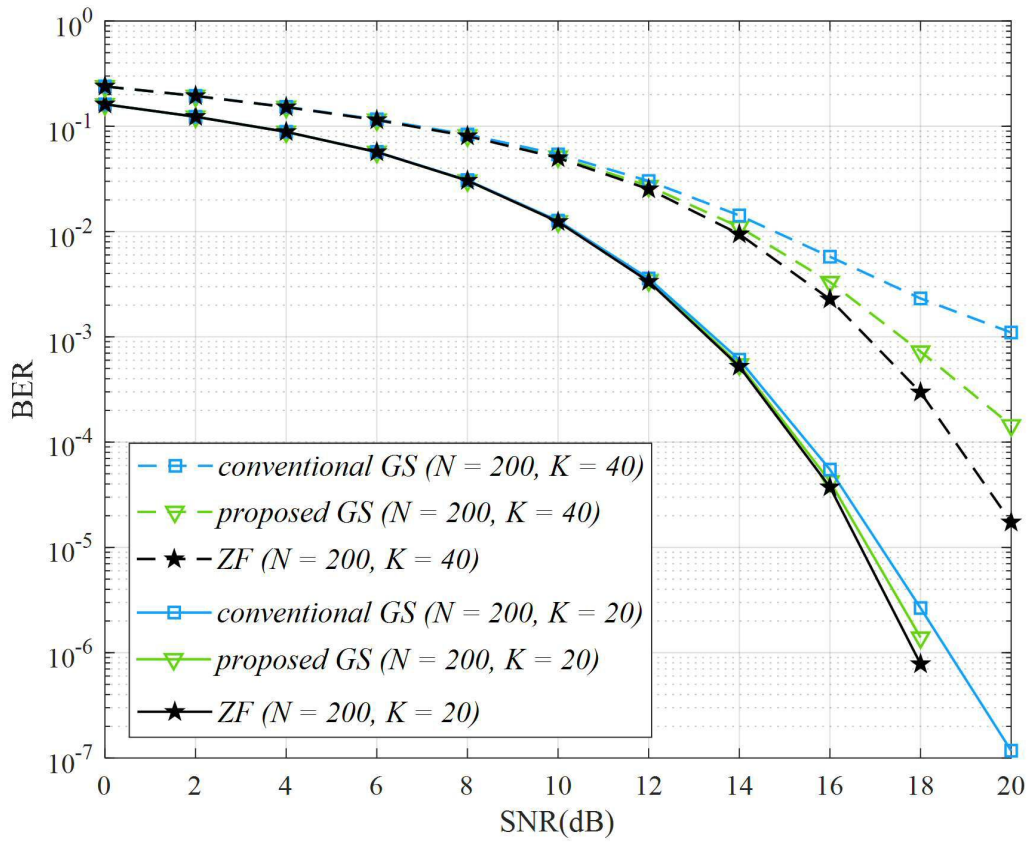 10^0
10^-1
10^-2
10^-3
10^-4
10^-5
10^-6
10^-7
BER
conventional GS (N = 200, K = 40)
proposed GS (N = 200, K = 40)
ZF (N = 200, K = 40)
conventional GS (N = 200, K = 20)
proposed GS (N = 200, K = 20)
ZF (N = 200, K = 20)
0 2 4 6 8 10 12 14 16 18 20
SNR(dB)